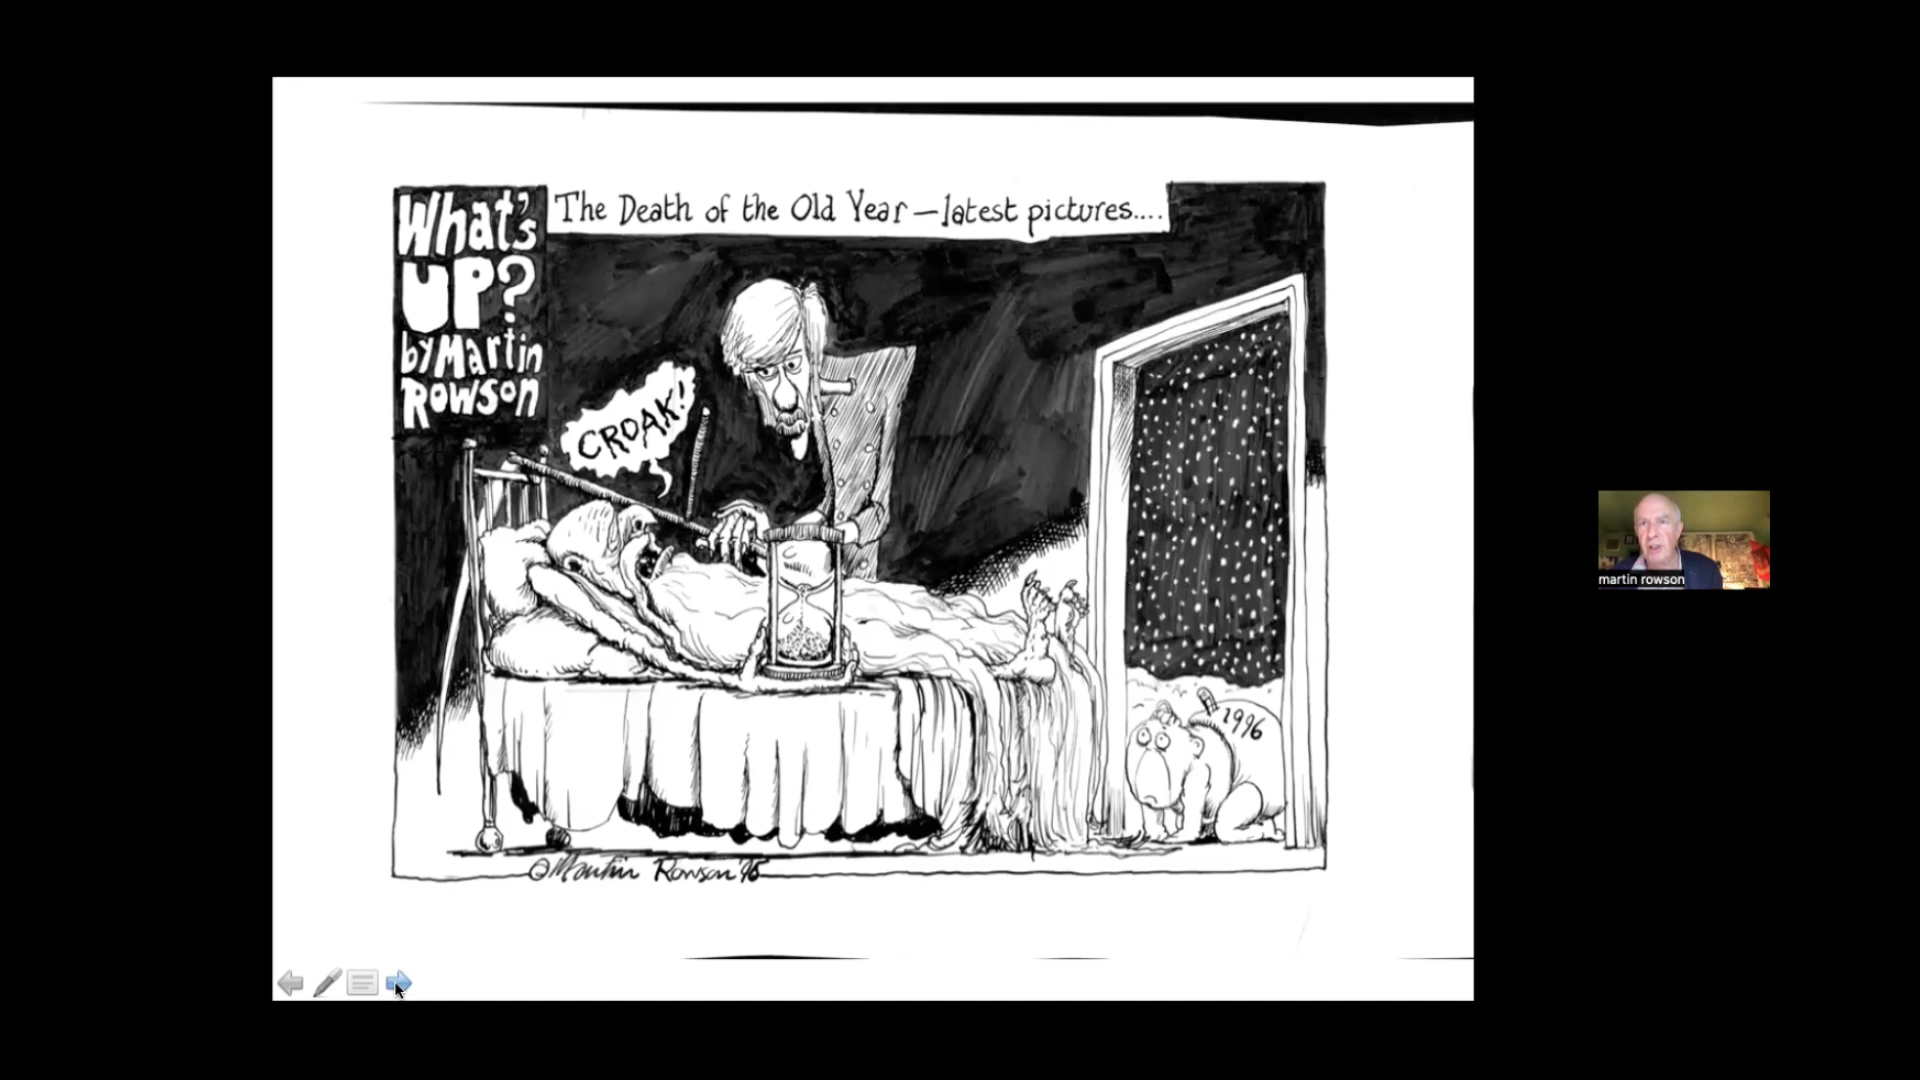 What's
UP?
by Martin
Rowson
The Death of the Old Year – latest pictures....
CROAK!
1996
© Martin Rowson '95
martin rowson